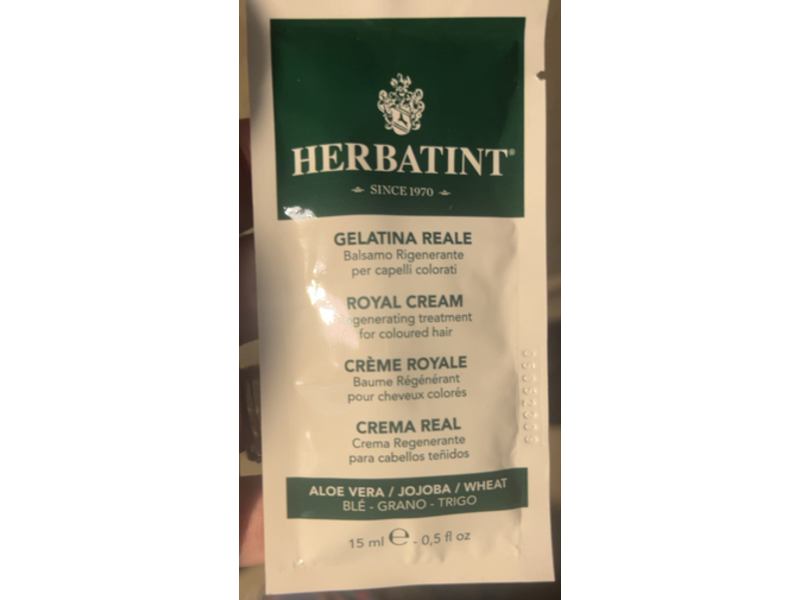 HERBATINT®
SINCE 1970
GELATINA REALE
Balsamo Rigenerante
per capelli colorati
ROYAL CREAM
treatment
for coloured hair
CRÈME ROYALE
Baume Régénérant
pour cheveux colorés
CREMA REAL
Crema Regenerante
para cabellos teñidos
ALOE VERA / JOJOBA / WHEAT
BLÉ - GRANO - TRIGO
15 ml e - 0,5 fl oz